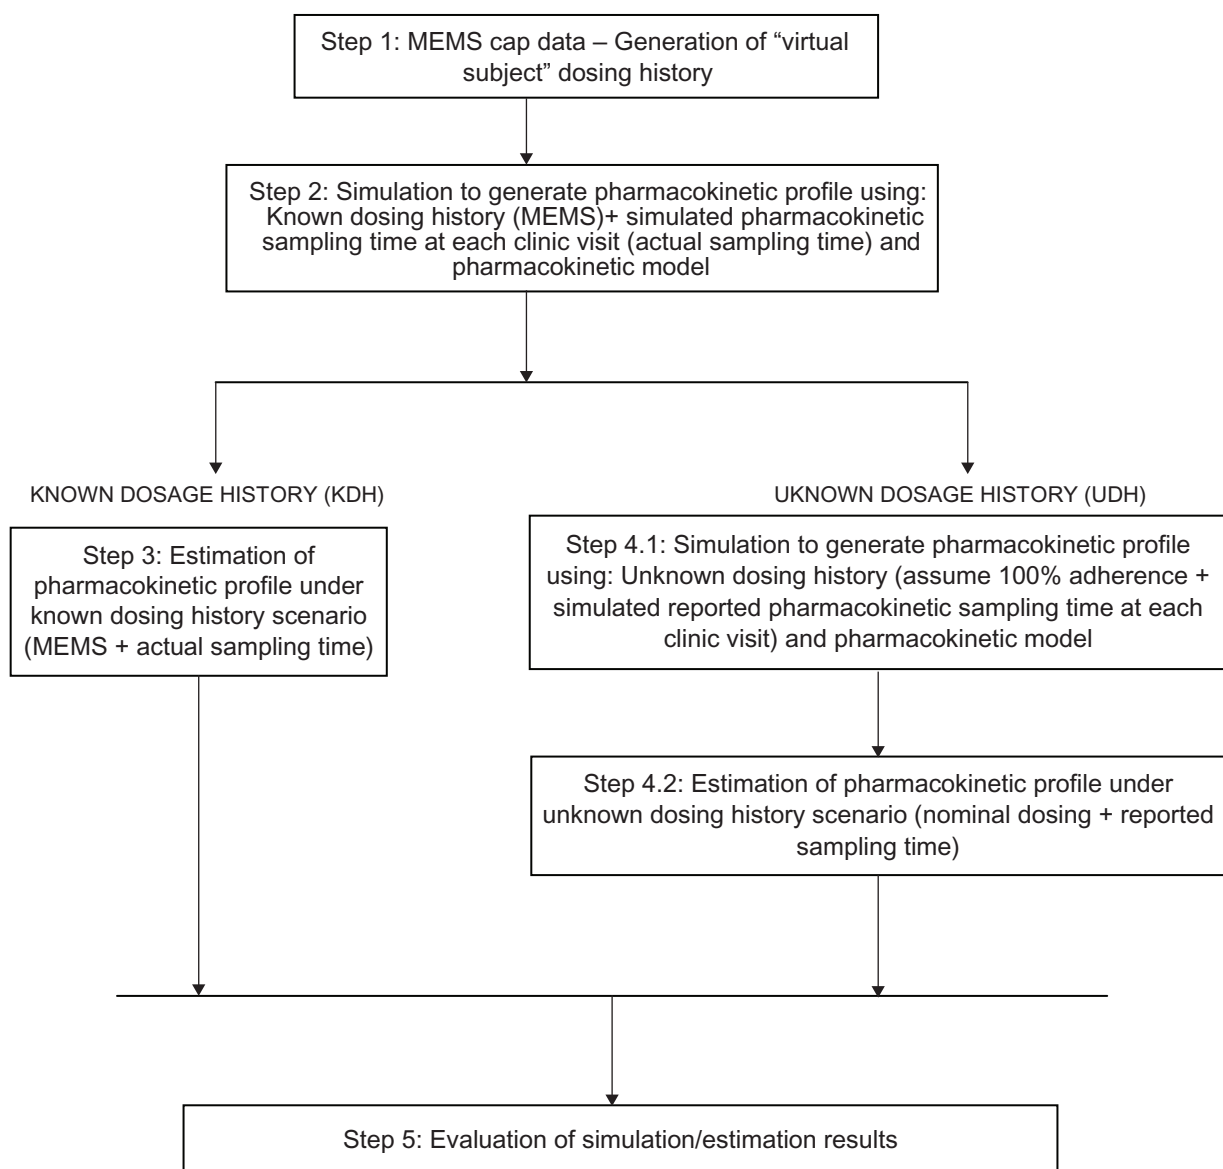 Step 1: MEMS cap data – Generation of “virtual
subject” dosing history
Step 2: Simulation to generate pharmacokinetic profile using:
Known dosing history (MEMS)+ simulated pharmacokinetic
sampling time at each clinic visit (actual sampling time) and
pharmacokinetic model
KNOWN DOSAGE HISTORY (KDH)
Step 3: Estimation of
pharmacokinetic profile under
known dosing history scenario
(MEMS + actual sampling time)
UKNOWN DOSAGE HISTORY (UDH)
Step 4.1: Simulation to generate pharmacokinetic profile
using: Unknown dosing history (assume 100% adherence +
simulated reported pharmacokinetic sampling time at each
clinic visit) and pharmacokinetic model
Step 4.2: Estimation of pharmacokinetic profile under
unknown dosing history scenario (nominal dosing + reported
sampling time)
Step 5: Evaluation of simulation/estimation results